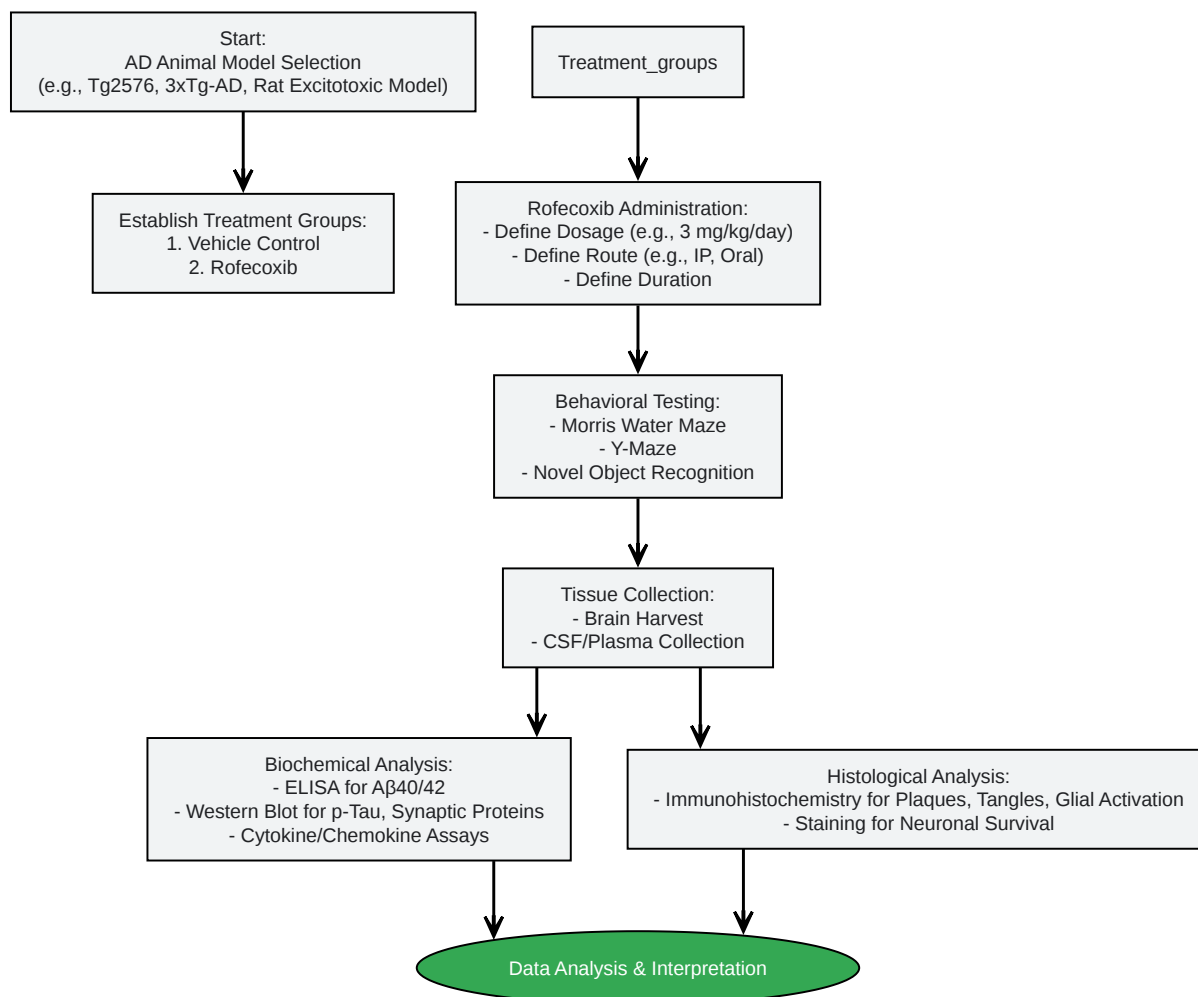 Start:
AD Animal Model Selection
(e.g., Tg2576, 3xTg-AD, Rat Excitotoxic Model)
Treatment_groups
Establish Treatment Groups:
1. Vehicle Control
2. Rofecoxib
Rofecoxib Administration:
- Define Dosage (e.g., 3 mg/kg/day)
- Define Route (e.g., IP, Oral)
- Define Duration
Behavioral Testing:
- Morris Water Maze
- Y-Maze
- Novel Object Recognition
Tissue Collection:
- Brain Harvest
- CSF/Plasma Collection
Biochemical Analysis:
- ELISA for Aβ40/42
- Western Blot for p-Tau, Synaptic Proteins
- Cytokine/Chemokine Assays
Histological Analysis:
- Immunohistochemistry for Plaques, Tangles, Glial Activation
- Staining for Neuronal Survival
Data Analysis & Interpretation